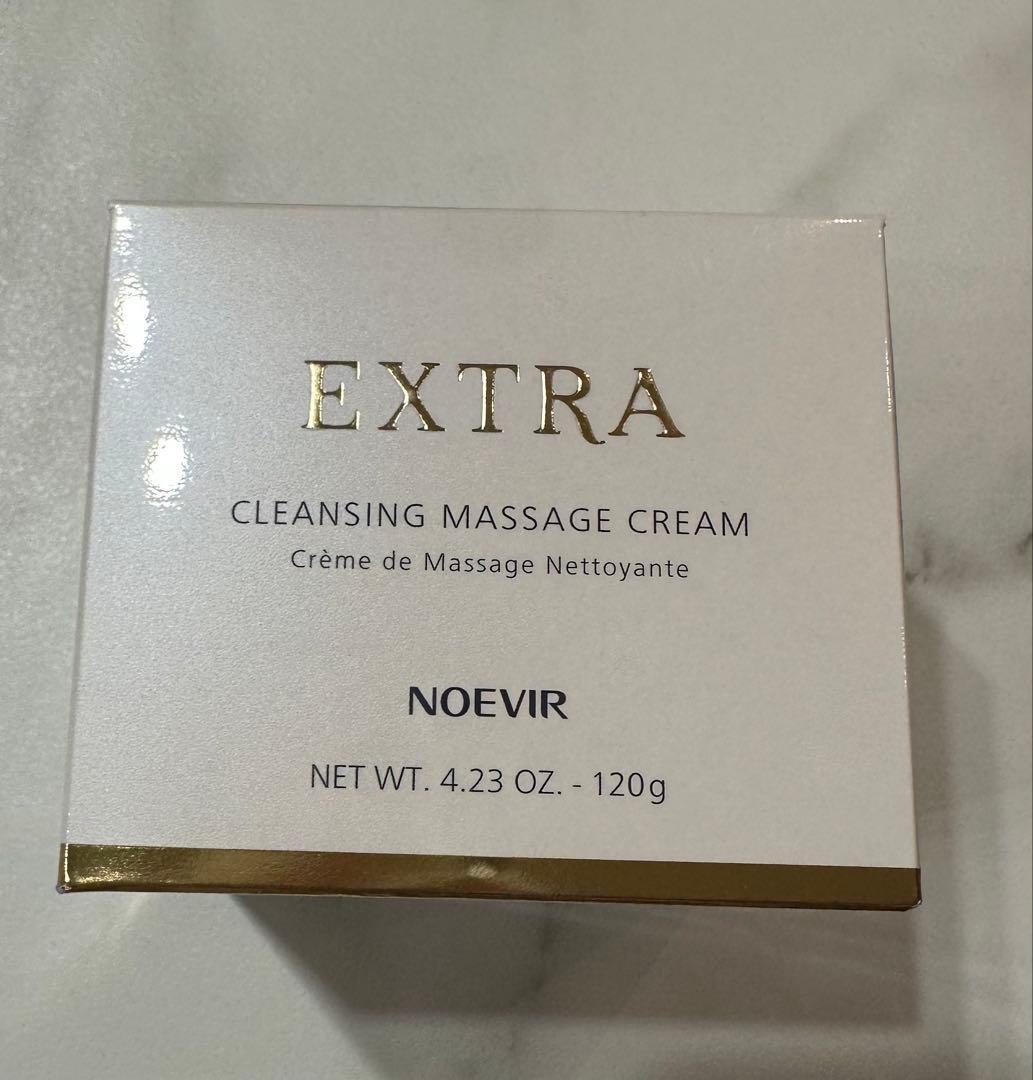 EXTRA
CLEANSING MASSAGE CREAM
Crème de Massage Nettoyante
NOEVIR
NET WT. 4.23 OZ. - 120g